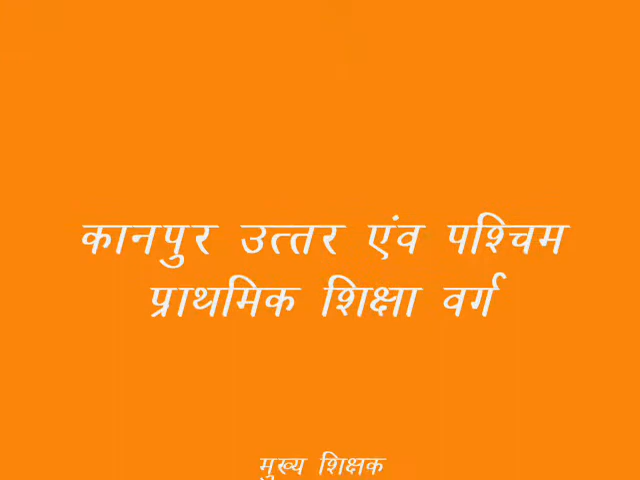 कानपुर उत्तर एंव पश्चिम
प्राथमिक शिक्षा वर्ग
मुख्य शिक्षक